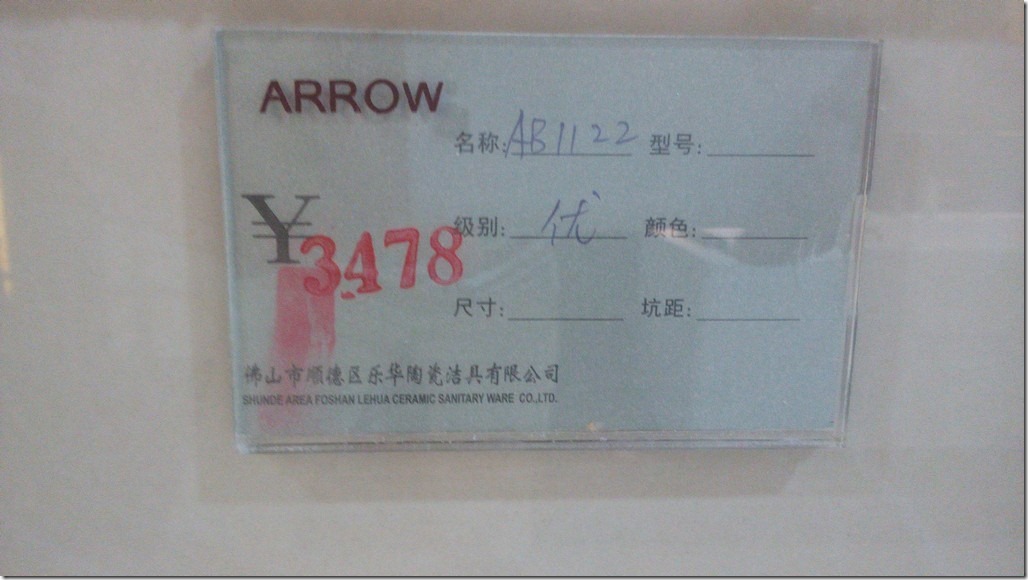 ARROW
名称: AB1122 型号:
¥3478
级别: 优 颜色:
尺寸: 坑距:
佛山市顺德区乐华陶瓷洁具有限公司
SHUNDE AREA FOSHAN LEHUA CERAMIC SANITARY WARE CO.,LTD.